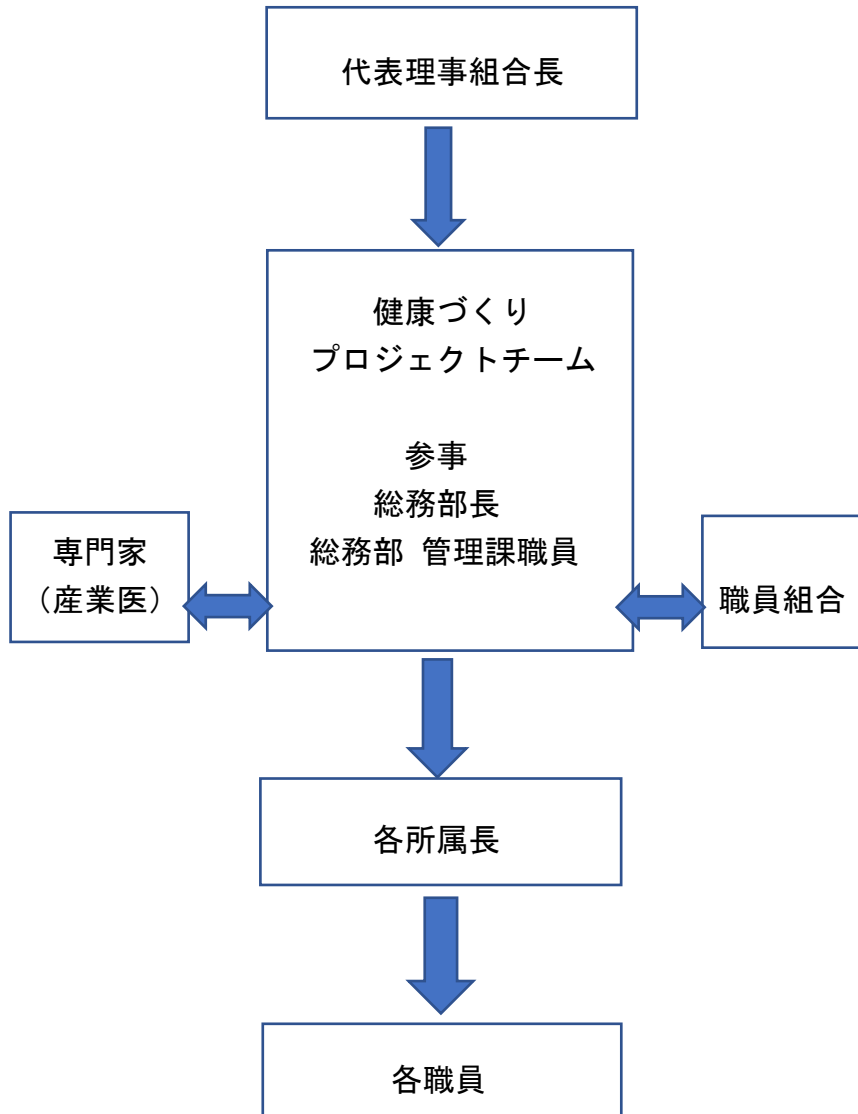 代表理事組合長
健康づくり
プロジェクトチーム
参事
総務部長
総務部 管理課職員
専門家
（産業医）
職員組合
各所属長
各職員